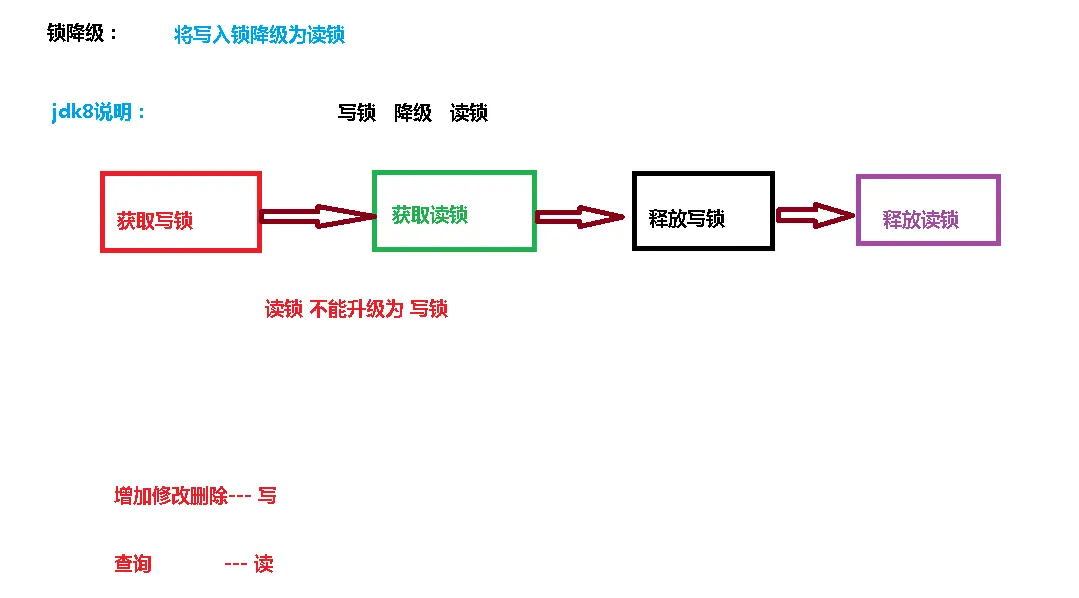 锁降级： 将写入锁降级为读锁
jdk8说明： 写锁 降级 读锁
获取写锁 获取读锁 释放写锁 释放读锁
读锁 不能升级为 写锁
增加修改删除--- 写
查询 --- 读